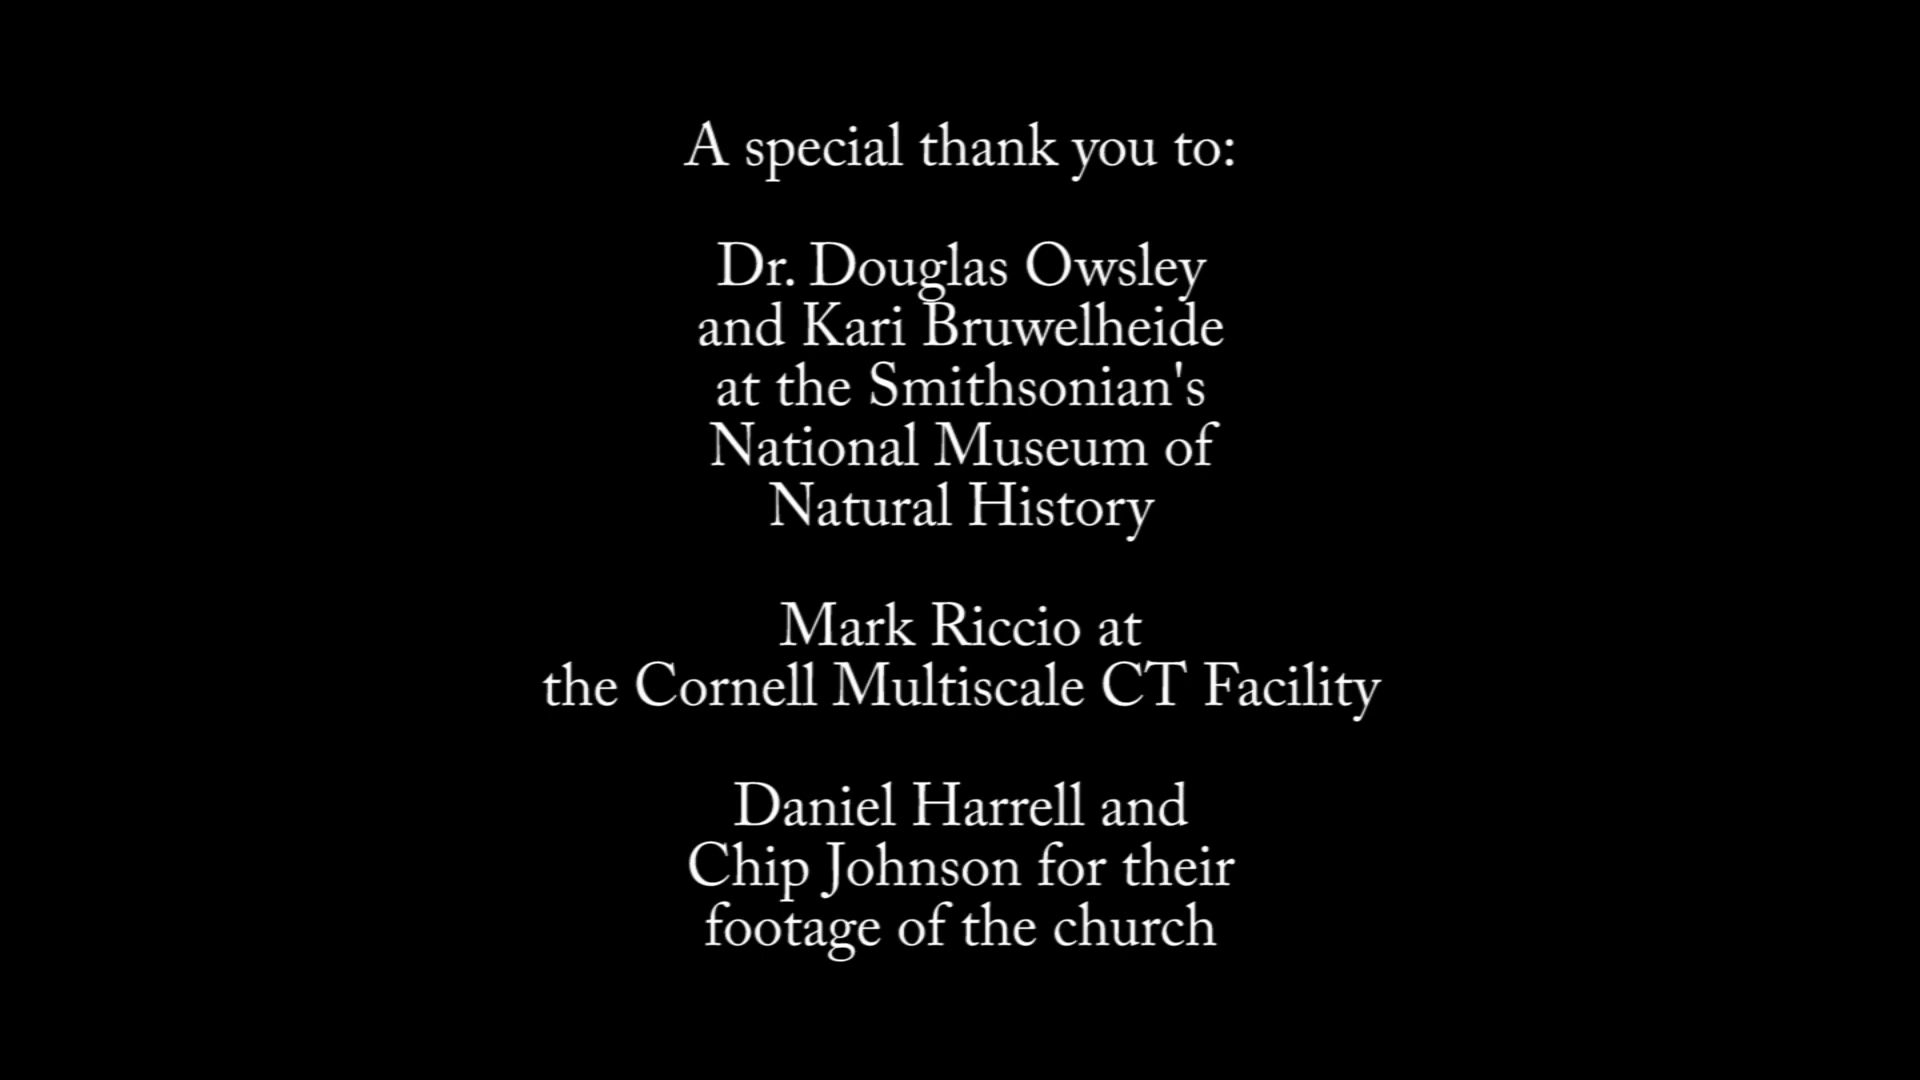 A special thank you to:
Dr. Douglas Owsley
and Kari Bruwelheide
at the Smithsonian's
National Museum of
Natural History
Mark Riccio at
the Cornell Multiscale CT Facility
Daniel Harrell and
Chip Johnson for their
footage of the church